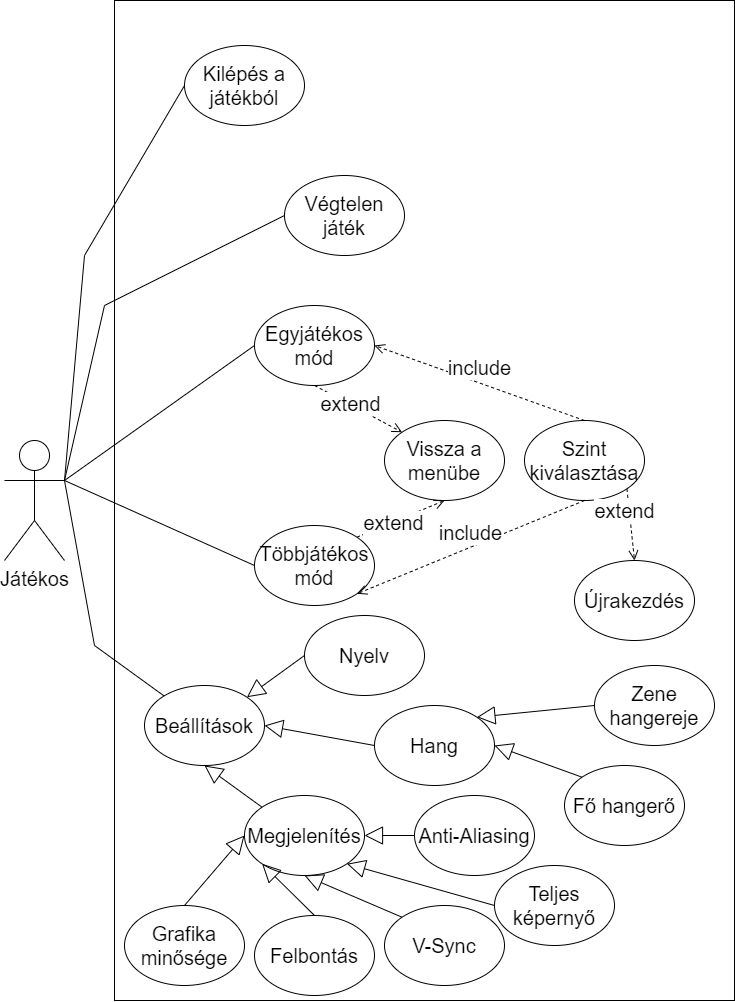 Kilépés a
játékból
Végtelen
játék
Egyjátékos
mód
include
extend
Vissza a
menübe
Szint
kiválasztása
extend
include
extend
Többjátékos
mód
Játékos
Újrakezdés
Nyelv
Beállítások
Hang
Zene
hangereje
Fő hangerő
Megjelenítés
Anti-Aliasing
Teljes
képernyő
Grafika
minősége
Felbontás
V-Sync